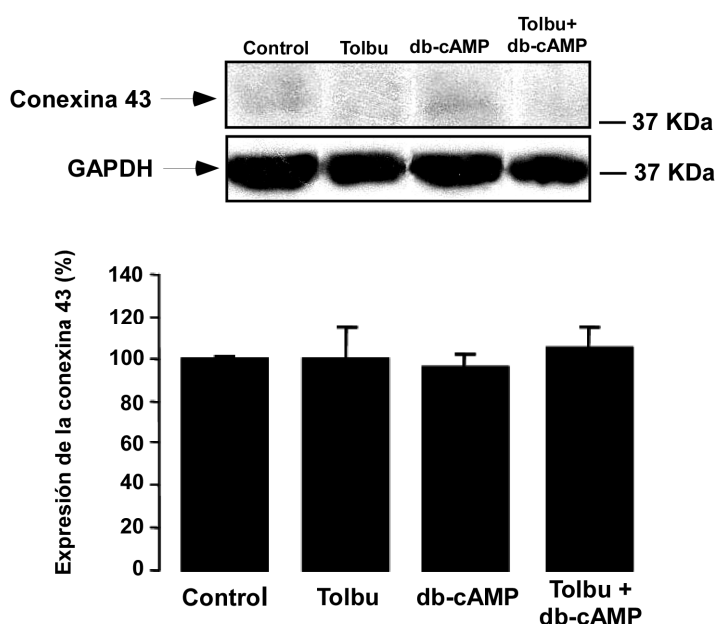 Control Tolbu db-cAMP Tolbu+
db-cAMP
Conexina 43
37 KDa
GAPDH
37 KDa
Expresión de la conexina 43 (%)
140
120
100
80
60
40
20
0
Control Tolbu db-cAMP Tolbu +
db-cAMP